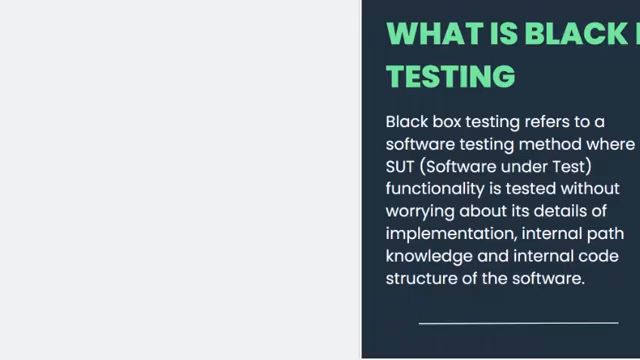 WHAT IS BLACK
TESTING
Black box testing refers to a
software testing method where
SUT (Software under Test)
functionality is tested without
worrying about its details of
implementation, internal path
knowledge and internal code
structure of the software.